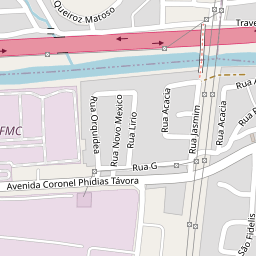 Queiroz Matoso
Trave
Rua A
FMC
Rua Orquidea
Rua Novo Mexico
Rua Lirio
Rua Acacia
Rua Jasmim
Rua Acacia
Rua G
Avenida Coronel Phidias Távora
São Fidelis